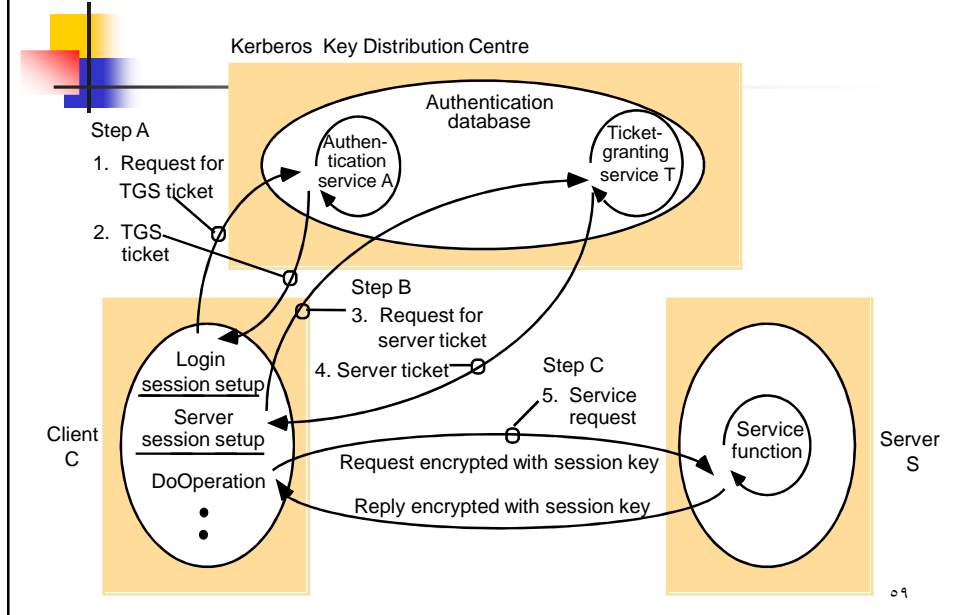 Kerberos Key Distribution Centre
Authentication
database
Step A
1. Request for
TGS ticket
2. TGS
ticket
Authen-
tication
service A
Ticket-
granting
service T
Step B
3. Request for
server ticket
4. Server ticket
Step C
5. Service
request
Client
C
Login
session setup
Server
session setup
DoOperation
Request encrypted with session key
Reply encrypted with session key
Service
function
Server
S
٥٩